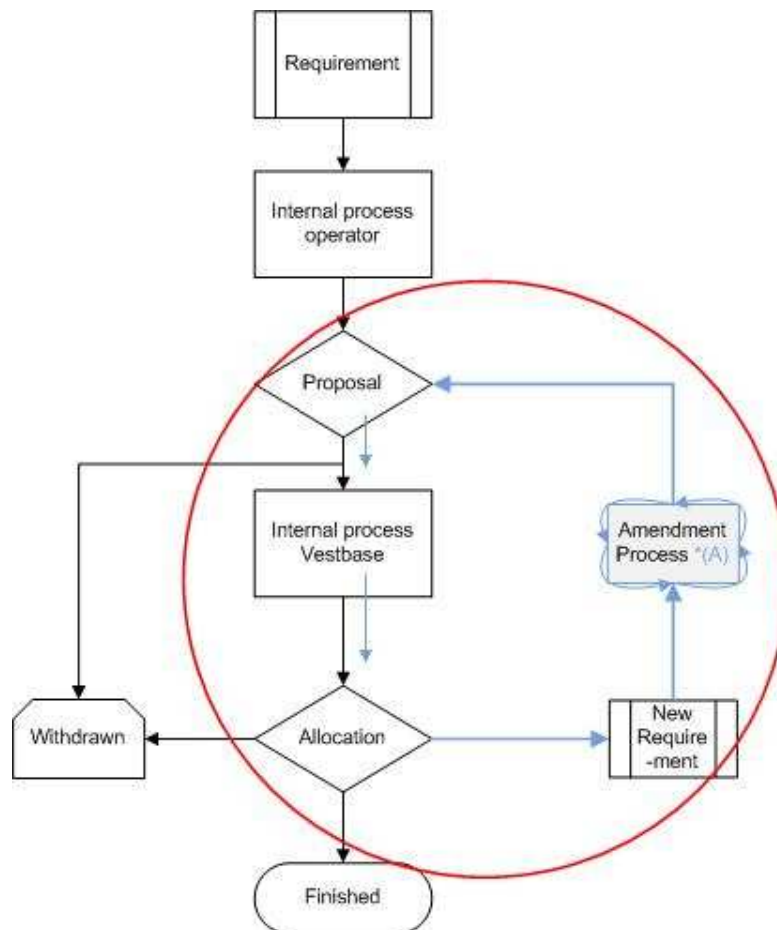 Requirement
Internal process
operator
Proposal
Internal process
Vestbase
Amendment
Process *(A)
Withdrawn
Allocation
New
Require
-ment
Finished